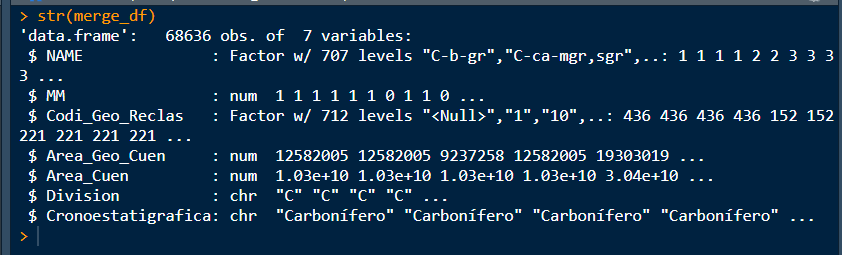 > str(merge_df)
'data.frame':   68636 obs. of  7 variables:
 $ NAME             : Factor w/ 707 levels "C-b-gr","C-ca-mgr,sgr",..: 1 1 1 1 2 2 3 3 3
3 ...
 $ MM               : num  1 1 1 1 1 1 0 1 1 0 ...
 $ Codi_Geo_Reclas  : Factor w/ 712 levels "<Null>","1","10",..: 436 436 436 436 152 152
221 221 221 221 ...
 $ Area_Geo_Cuen    : num  12582005 12582005 9237258 12582005 19303019 ...
 $ Area_Cuen        : num  1.03e+10 1.03e+10 1.03e+10 1.03e+10 3.04e+10 ...
 $ Division         : chr  "C" "C" "C" "C" ...
 $ Cronoestatigrafica: chr  "Carbonífero" "Carbonífero" "Carbonífero" "Carbonífero" ...
>